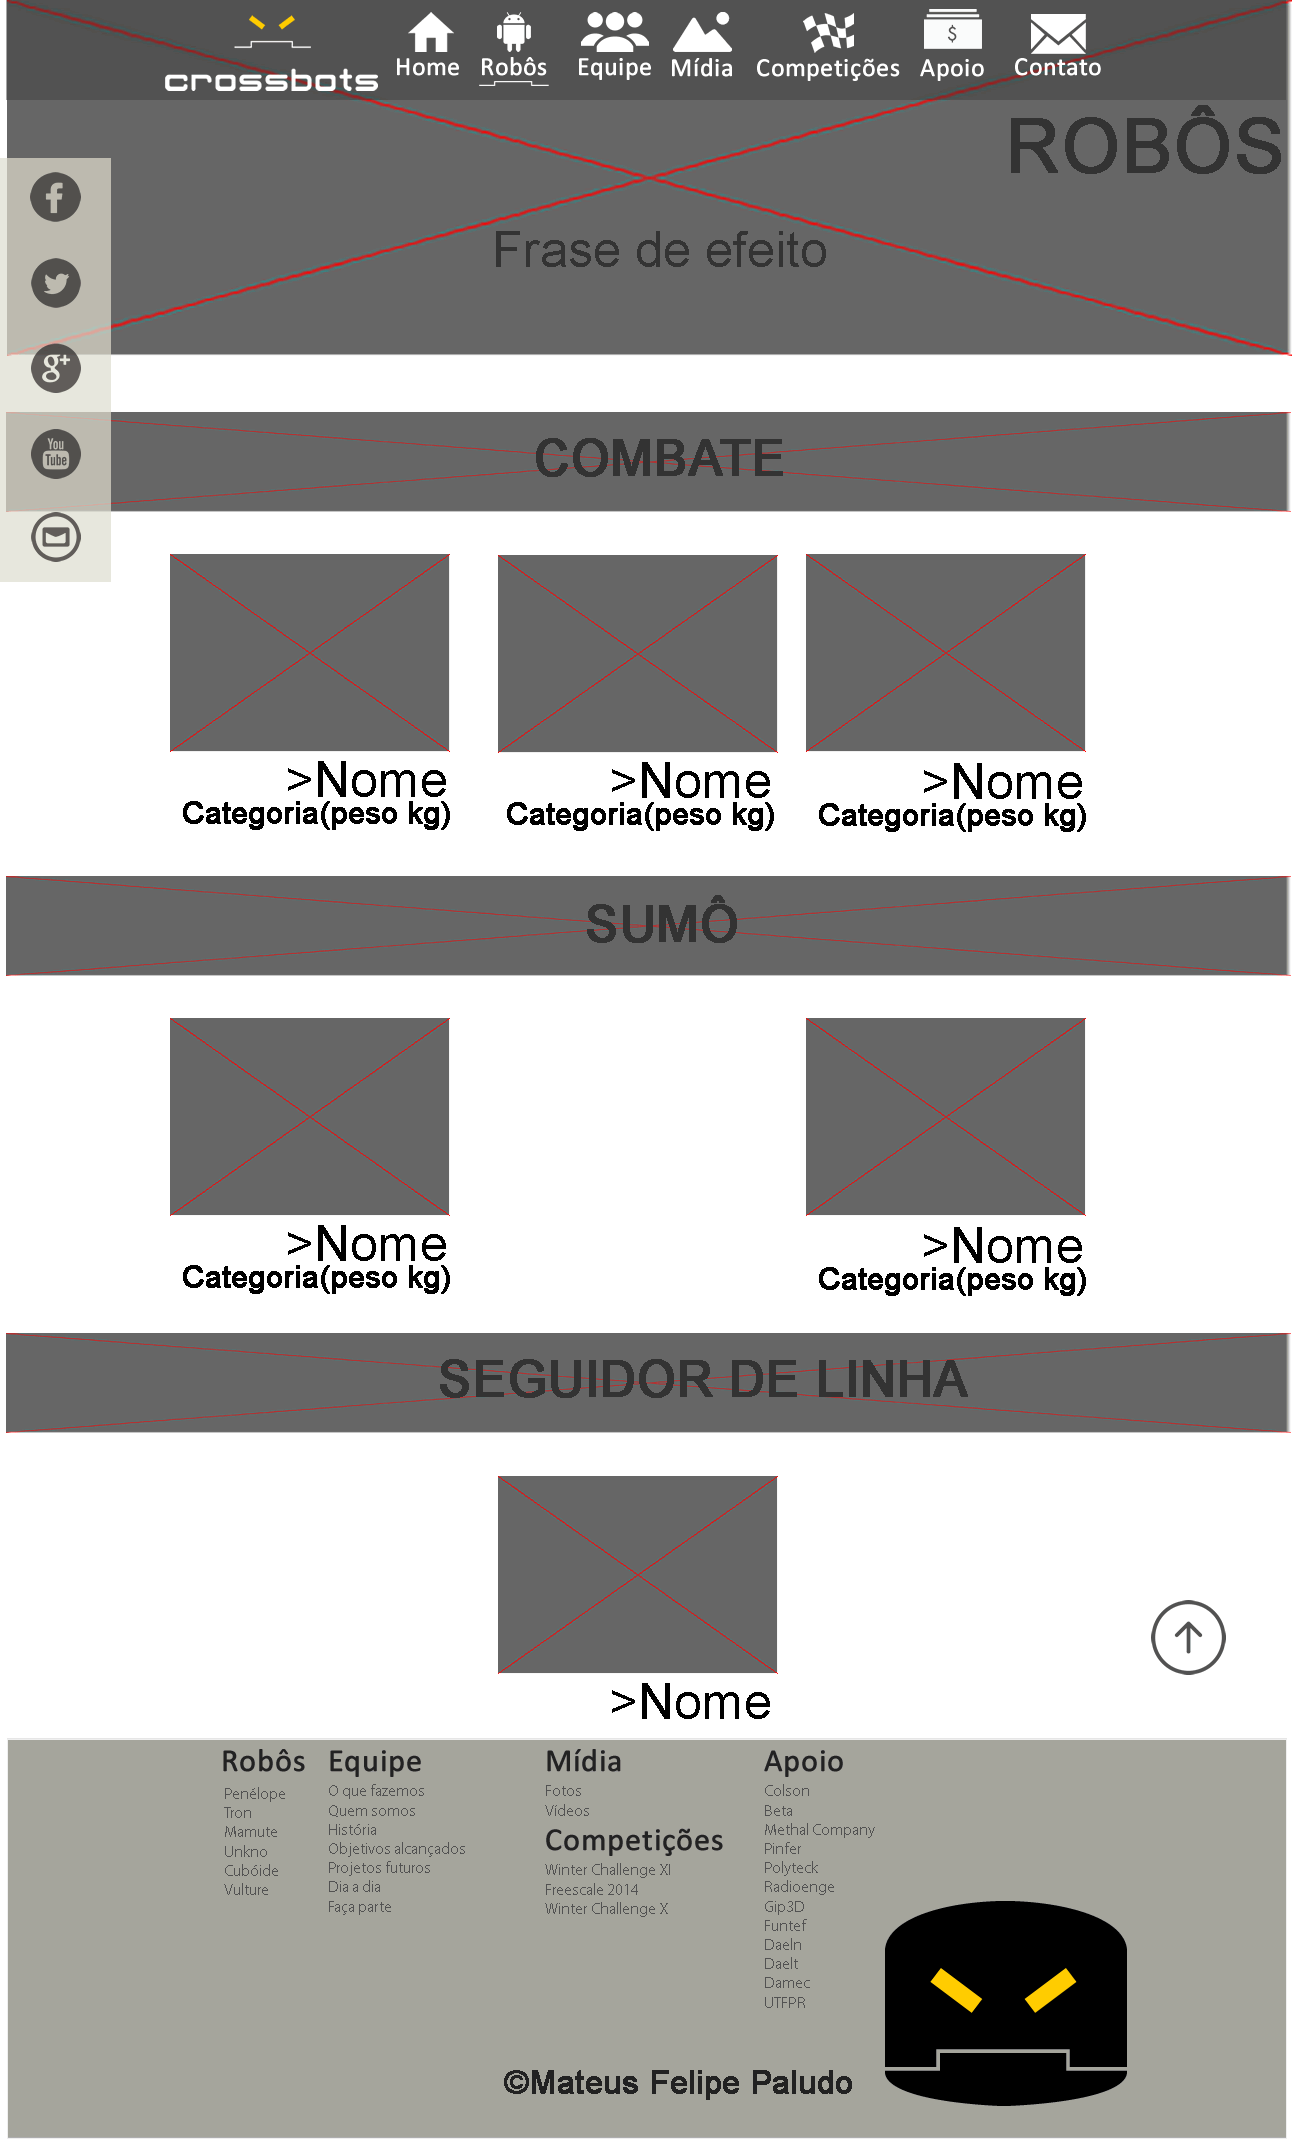 crossbots
Home Robôs Equipe Mídia Competições Apoio Contato
$
ROBÔS
Frase de efeito
f
g+
You
Tube
COMBATE
>Nome
Categoria(peso kg)
>Nome
Categoria(peso kg)
>Nome
Categoria(peso kg)
SUMÔ
>Nome
Categoria(peso kg)
>Nome
Categoria(peso kg)
SEGUIDOR DE LINHA
>Nome
Robôs
Penélope
Tron
Mamute
Unkno
Cubóide
Vulture
Equipe
O que fazemos
Quem somos
História
Objetivos alcançados
Projetos futuros
Dia a dia
Faça parte
Mídia
Fotos
Vídeos
Competições
Winter Challenge XI
Freescale 2014
Winter Challenge X
Apoio
Colson
Beta
Methal Company
Pinfer
Polyteck
Radioenge
Gip3D
Funtef
Daeln
Daelt
Damec
UTFPR
©Mateus Felipe Paludo